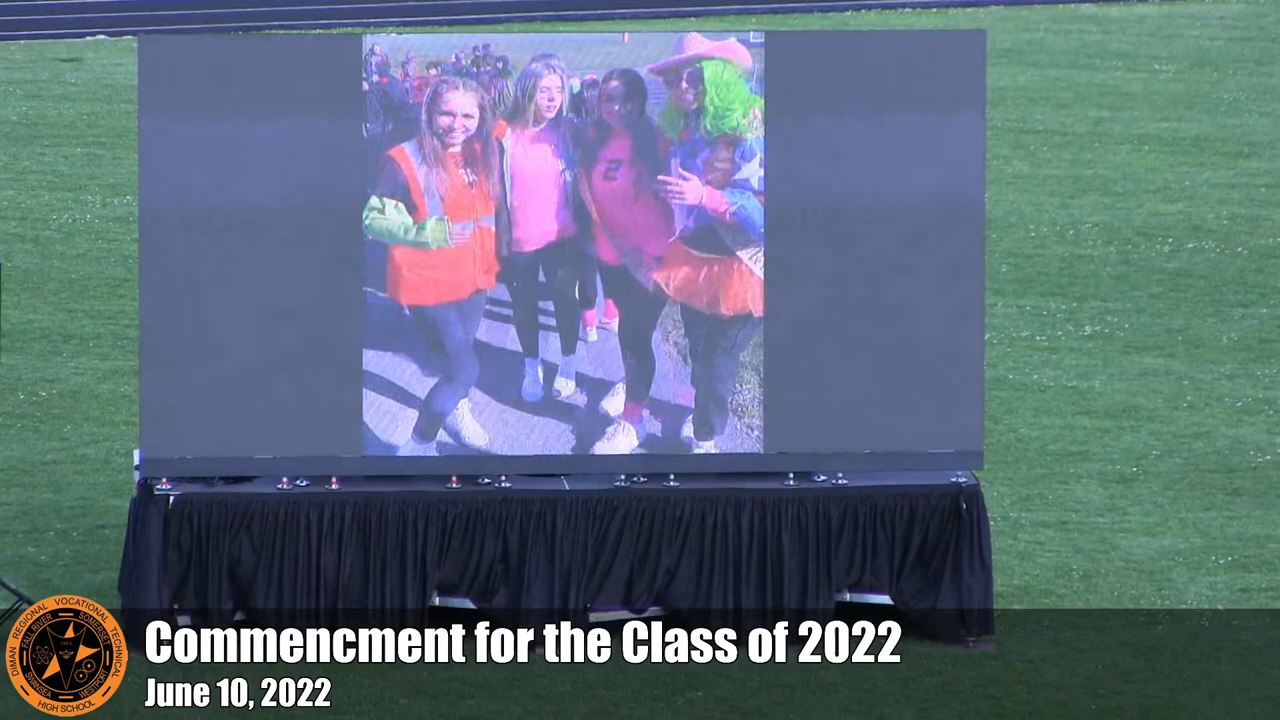 2
Commencment for the Class of 2022
June 10, 2022
DIMAN REGIONAL VOCATIONAL TECHNICAL
HIGH SCHOOL
FALL RIVER
SOMERSET
SWANSEA
WESTPORT